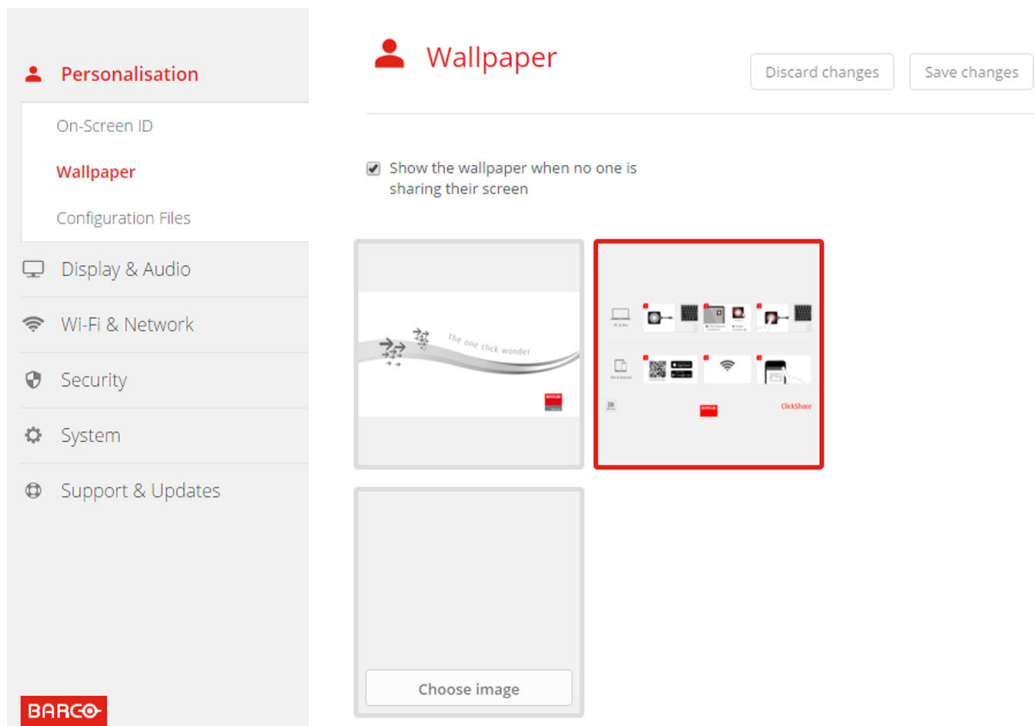 Personalisation
On-Screen ID
Wallpaper
Configuration Files
Display & Audio
Wi-Fi & Network
Security
System
Support & Updates
BARCO
Wallpaper
Discard changes
Save changes
Show the wallpaper when no one is
sharing their screen
The one click wonder
ClickShare
Choose image